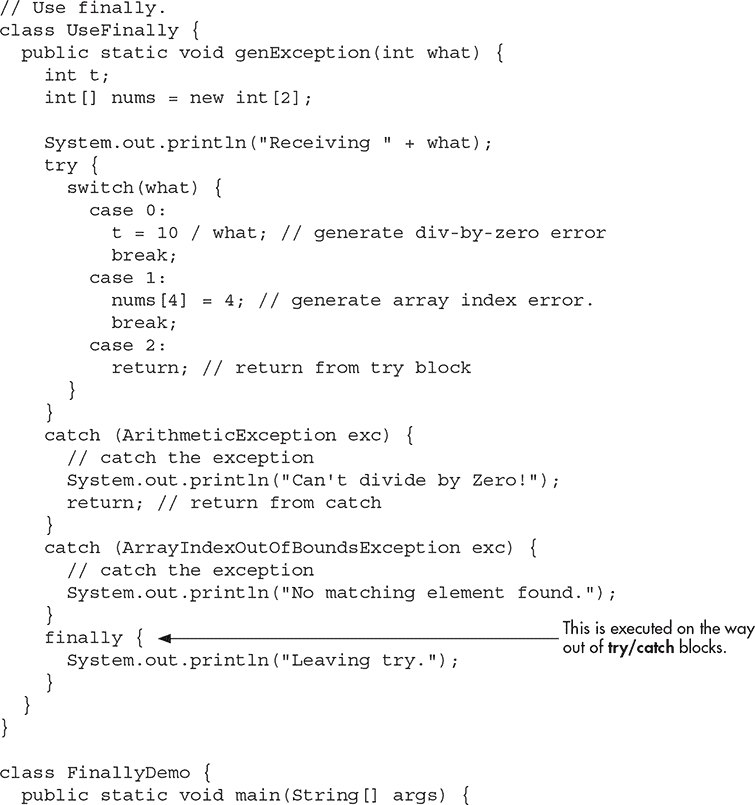 // Use finally.
class UseFinally {
  public static void genException(int what) {
    int t;
    int[] nums = new int[2];

    System.out.println("Receiving " + what);
    try {
      switch(what) {
        case 0:
          t = 10 / what; // generate div-by-zero error
          break;
        case 1:
          nums[4] = 4; // generate array index error.
          break;
        case 2:
          return; // return from try block
      }
    }
    catch (ArithmeticException exc) {
      // catch the exception
      System.out.println("Can't divide by Zero!");
      return; // return from catch
    }
    catch (ArrayIndexOutOfBoundsException exc) {
      // catch the exception
      System.out.println("No matching element found.");
    }
    finally {
This is executed on the way
out of try/catch blocks.
      System.out.println("Leaving try.");
    }
  }
}

class FinallyDemo {
  public static void main(String[] args) {